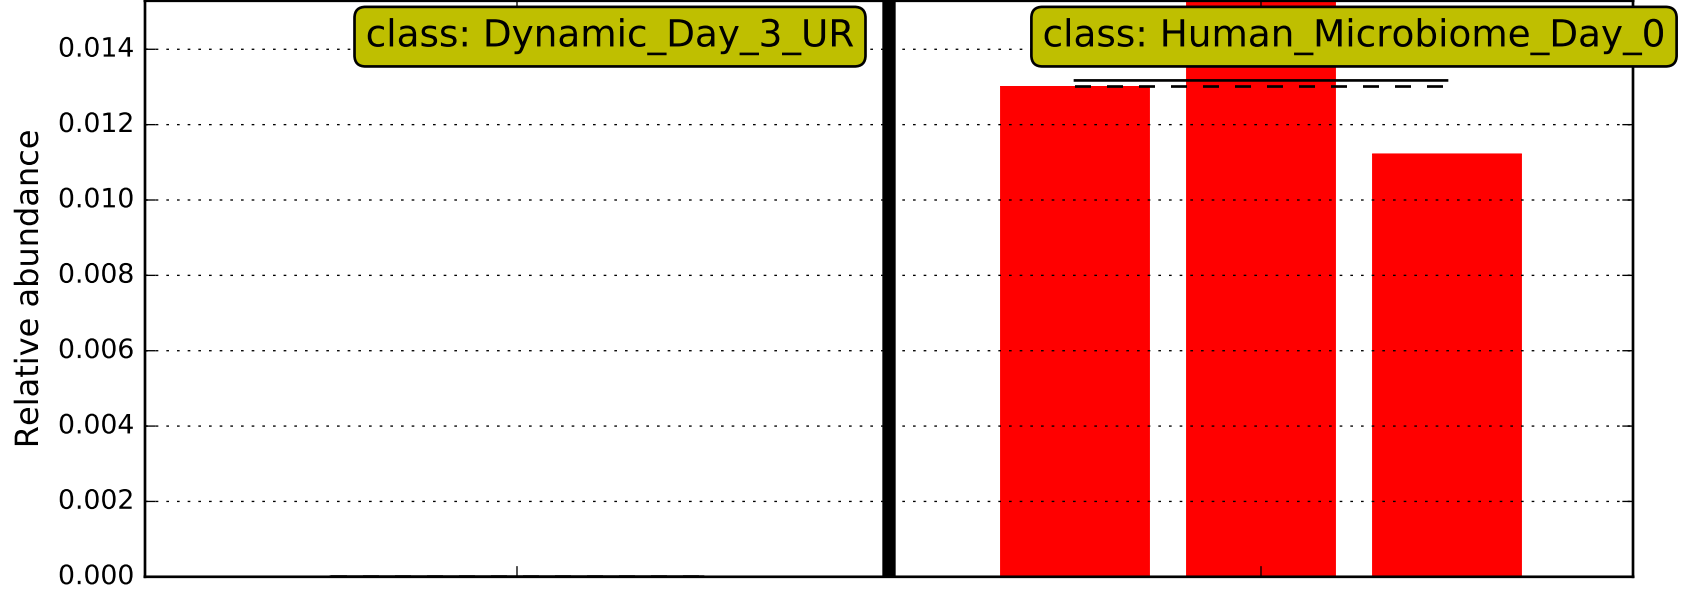 class: Dynamic_Day_3_UR
class: Human_Microbiome_Day_0
Relative abundance
0.014
0.012
0.010
0.008
0.006
0.004
0.002
0.000